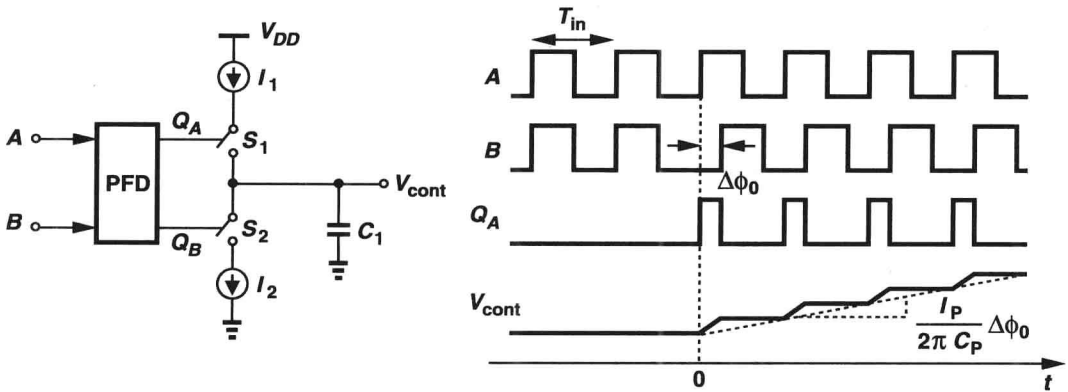 V_DD
I_1
A
Q_A
S_1
PFD
V_cont
B
Q_B
S_2
C_1
I_2
T_in
A
B
Δϕ_0
Q_A
V_cont
I_P
2π C_P
Δϕ_0
0
t